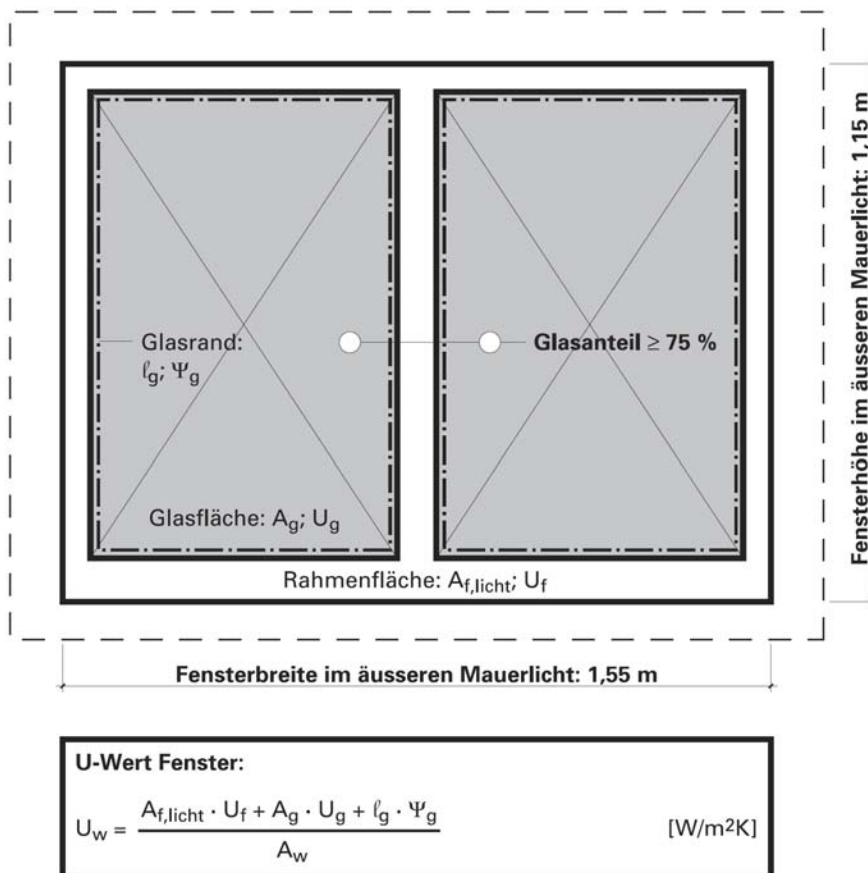 Glasrand:
ℓg; Ψg
Glasanteil ≥ 75 %
Glasfläche: Ag; Ug
Rahmenfläche: Af,licht; Uf
Fensterhöhe im äusseren Mauerlicht: 1,15 m
Fensterbreite im äusseren Mauerlicht: 1,55 m
U-Wert Fenster:
Uw = (Af,licht · Uf + Ag · Ug + ℓg · Ψg) / Aw [W/m²K]